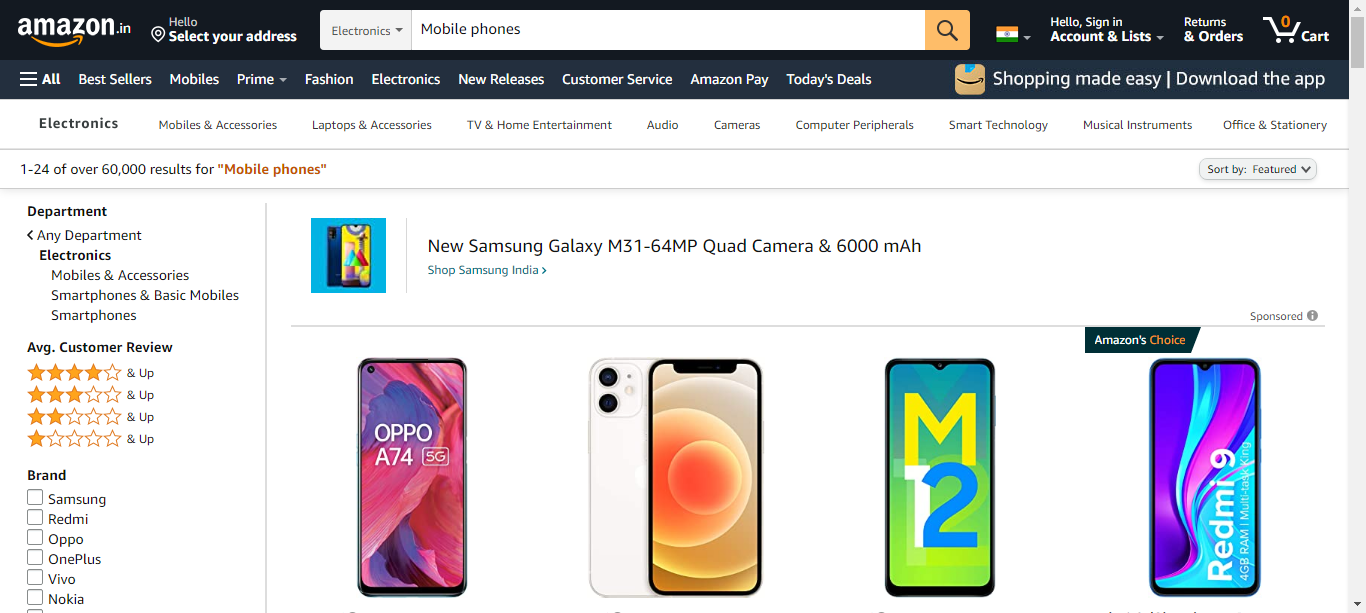 amazon.in
Hello
Select your address
Electronics
Mobile phones
Hello, Sign in
Account & Lists
Returns
& Orders
0
Cart
All
Best Sellers
Mobiles
Prime
Fashion
Electronics
New Releases
Customer Service
Amazon Pay
Today's Deals
Shopping made easy | Download the app
Electronics
Mobiles & Accessories
Laptops & Accessories
TV & Home Entertainment
Audio
Cameras
Computer Peripherals
Smart Technology
Musical Instruments
Office & Stationery
1-24 of over 60,000 results for "Mobile phones"
Sort by: Featured
Department
Any Department
Electronics
Mobiles & Accessories
Smartphones & Basic Mobiles
Smartphones
Avg. Customer Review
& Up
& Up
& Up
& Up
Brand
Samsung
Redmi
Oppo
OnePlus
Vivo
Nokia
New Samsung Galaxy M31-64MP Quad Camera & 6000 mAh
Shop Samsung India ›
Sponsored
OPPO
A74 5G
M
12
Amazon's Choice
Redmi 9
4GB RAM | Multi-task King